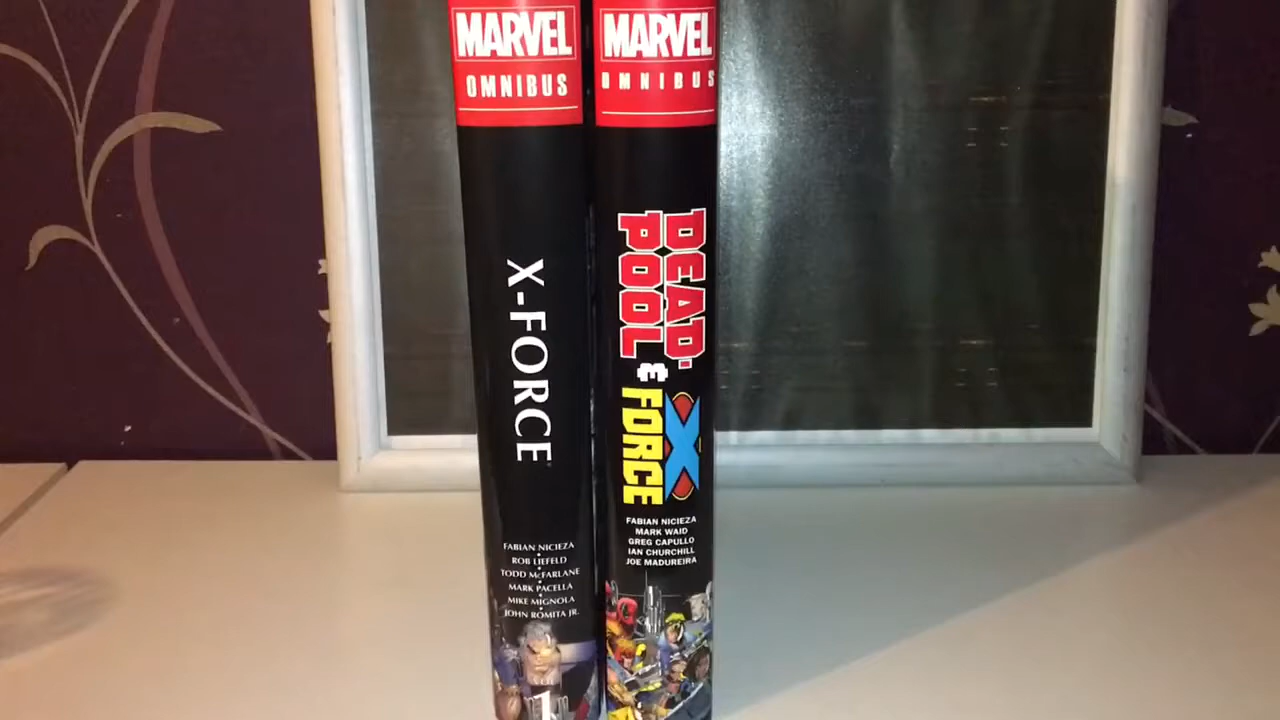 MARVEL
OMNIBUS
X-FORCE
FABIAN NICIEZA
ROB LIEFELD
TODD McFARLANE
MARK PACELLA
MIKE MIGNOLA
JOHN ROMITA JR.
1
MARVEL
OMNIBUS
DEAD-
POOL
&
X
FORCE
FABIAN NICIEZA
MARK WAID
GREG CAPULLO
IAN CHURCHILL
JOE MADUREIRA